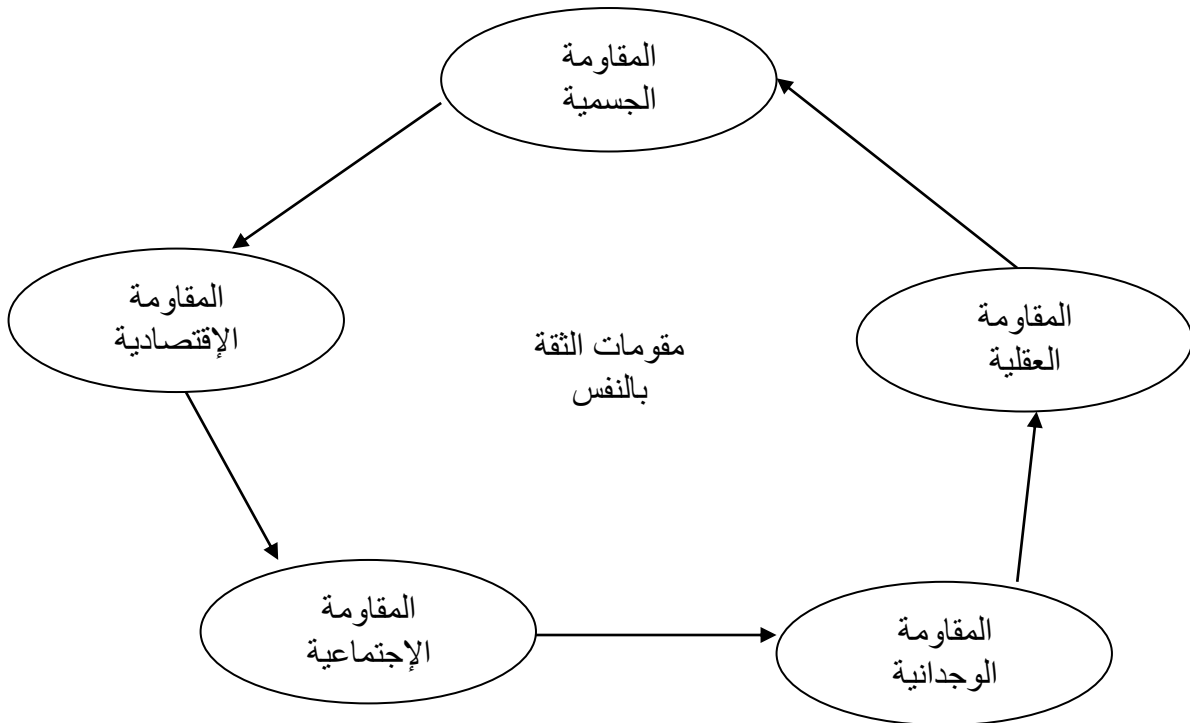 المقاومة
الجسمية
المقاومة
الإقتصادية
المقاومة
العقلية
مقومات الثقة
بالنفس
المقاومة
الإجتماعية
المقاومة
الوجدانية